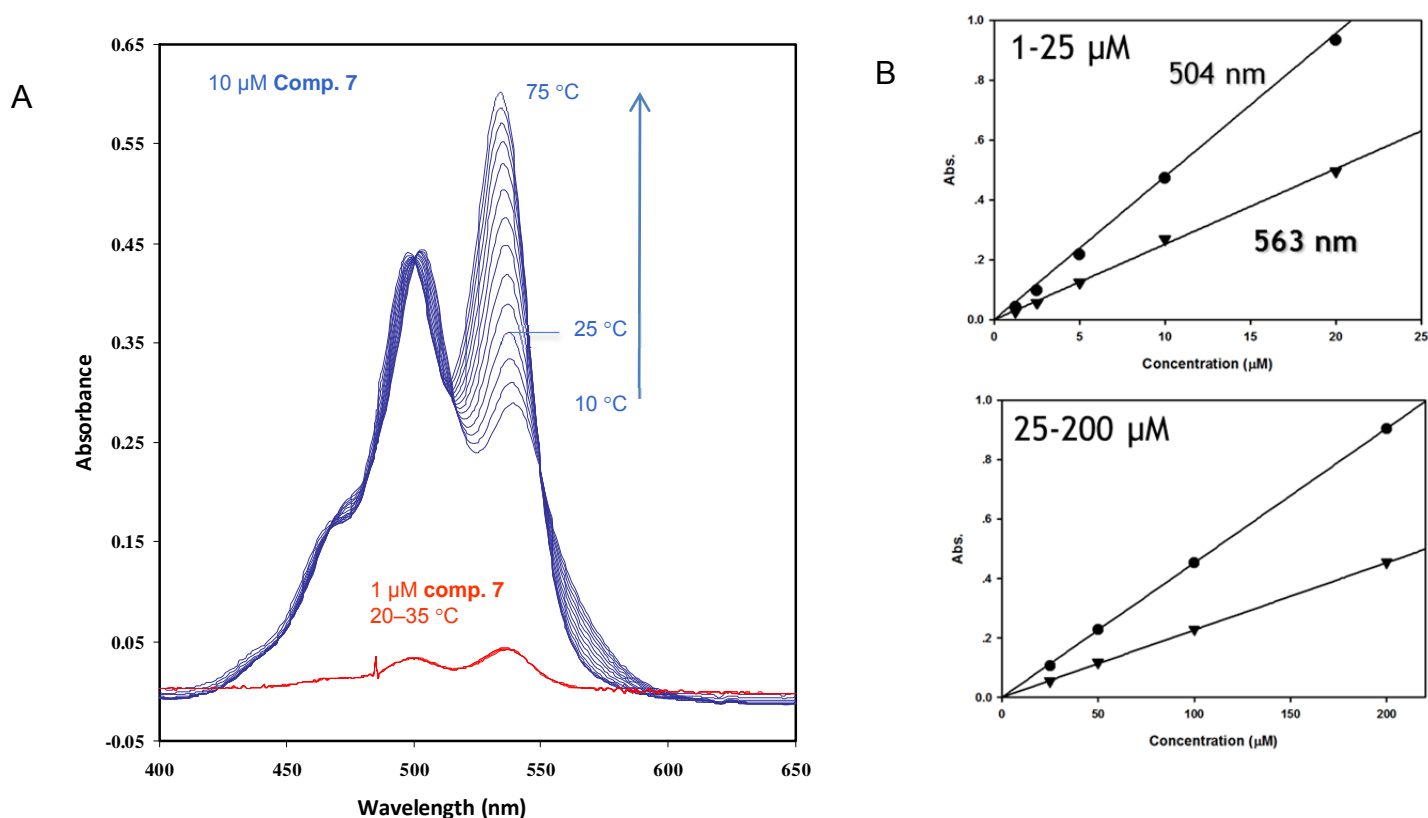 A
0.65
0.55
0.45
0.35
0.25
0.15
0.05
-0.05
Absorbance
10 µM Comp. 7
75 °C
25 °C
10 °C
1 µM comp. 7
20–35 °C
400
450
500
550
600
650
Wavelength (nm)
B
1-25 µM
504 nm
563 nm
1.0
.8
.6
.4
.2
0.0
Abs.
0
5
10
15
20
25
Concentration (µM)
25-200 µM
1.0
.8
.6
.4
.2
0.0
Abs.
0
50
100
150
200
Concentration (µM)